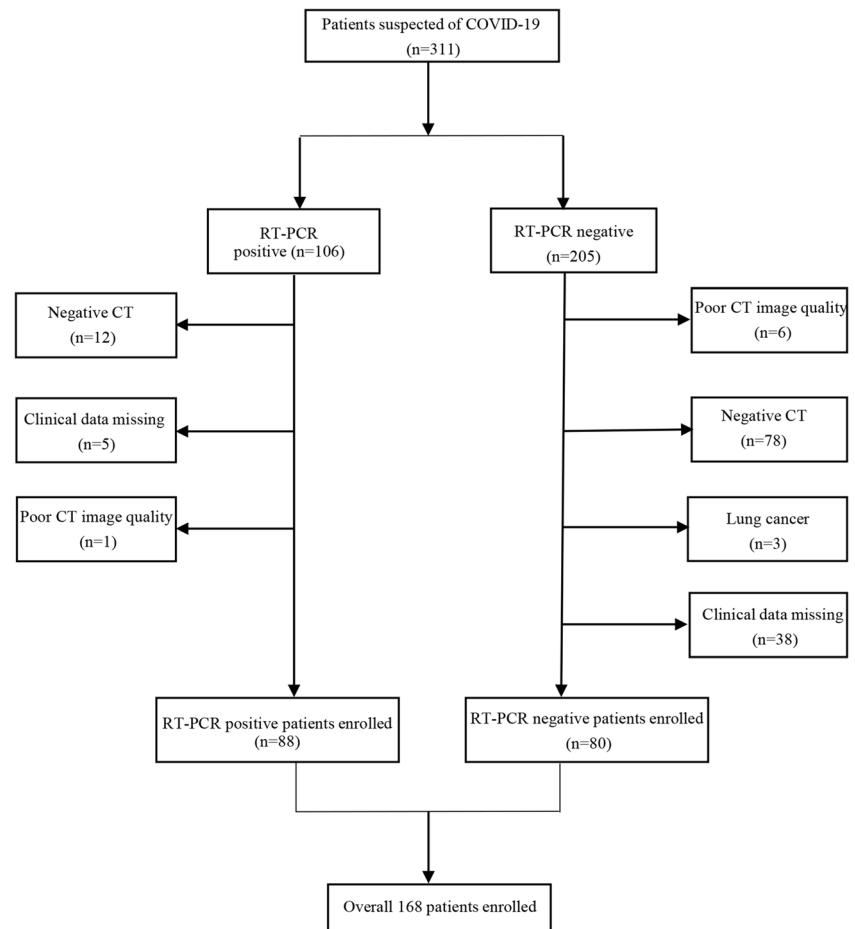 Patients suspected of COVID-19
(n=311)
RT-PCR
positive (n=106)
RT-PCR negative
(n=205)
Negative CT
(n=12)
Clinical data missing
(n=5)
Poor CT image quality
(n=1)
Poor CT image quality
(n=6)
Negative CT
(n=78)
Lung cancer
(n=3)
Clinical data missing
(n=38)
RT-PCR positive patients enrolled
(n=88)
RT-PCR negative patients enrolled
(n=80)
Overall 168 patients enrolled